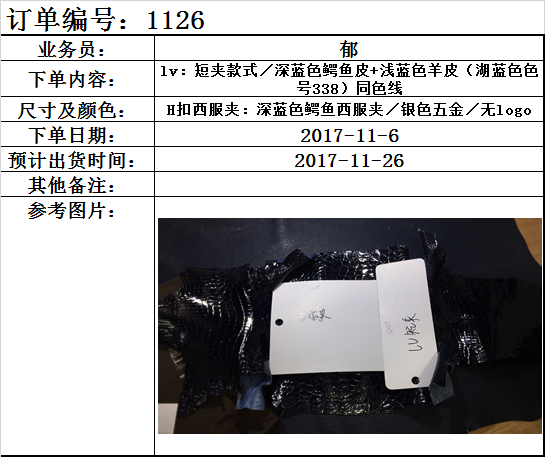 订单编号：1126
业务员： 郁
下单内容： lv：短夹款式／深蓝色鳄鱼皮+浅蓝色羊皮（湖蓝色色
号338）同色线
尺寸及颜色： H扣西服夹：深蓝色鳄鱼西服夹／银色五金／无logo
下单日期： 2017-11-6
预计出货时间： 2017-11-26
其他备注：
参考图片：
LV短夹